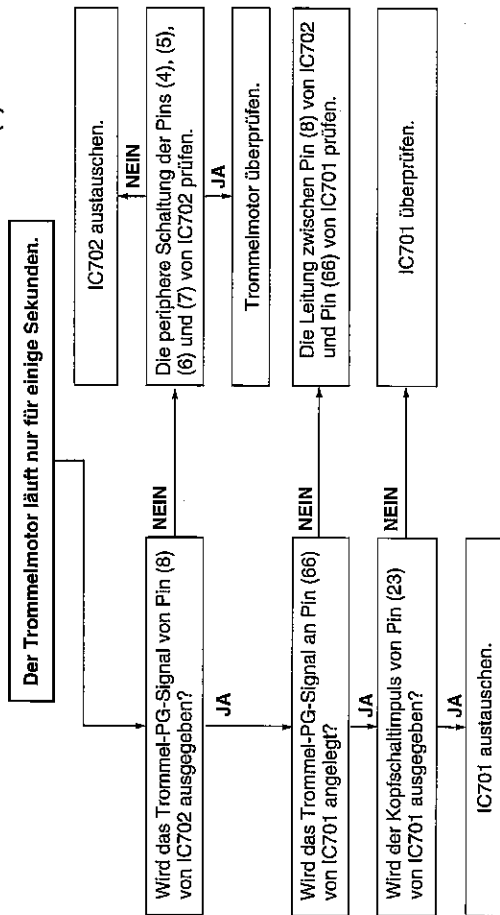 Der Trommelmotor läuft nur für einige Sekunden.
Wird das Trommel-PG-Signal von Pin (8)
von IC702 ausgegeben?
NEIN
JA
IC702 austauschen.
NEIN
Die periphere Schaltung der Pins (4), (5),
(6) und (7) von IC702 prüfen.
JA
Trommelmotor überprüfen.
Wird das Trommel-PG-Signal an Pin (66)
von IC701 angelegt?
NEIN
JA
Die Leitung zwischen Pin (8) von IC702
und Pin (66) von IC701 prüfen.
Wird der Kopfschaltimpuls von Pin (23)
von IC701 ausgegeben?
NEIN
JA
IC701 überprüfen.
IC701 austauschen.